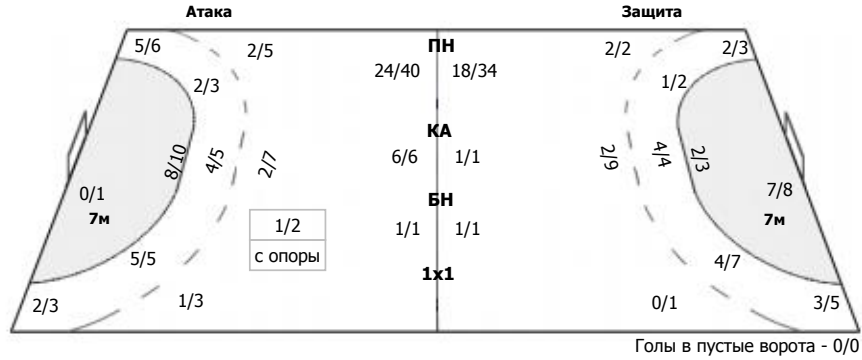 Атака Защита
5/6 2/5 ПН 2/2 2/3
24/40 18/34
2/3 1/2
КА
8/10 4/5 2/7 6/6 1/1 2/9 4/4 2/3
0/1 7/8
7м БН 7м
1/2 1/1 1/1
с опоры
5/5 4/7
1x1
2/3 1/3 0/1 3/5
Голы в пустые ворота - 0/0